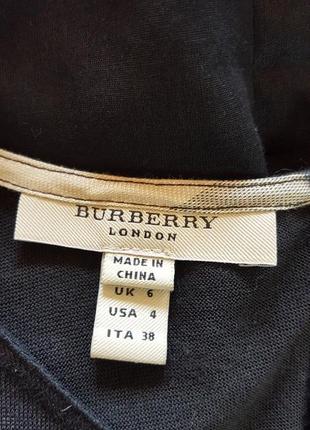 BURBERRY
LONDON
MADE IN
CHINA
UK 6
USA 4
ITA 38